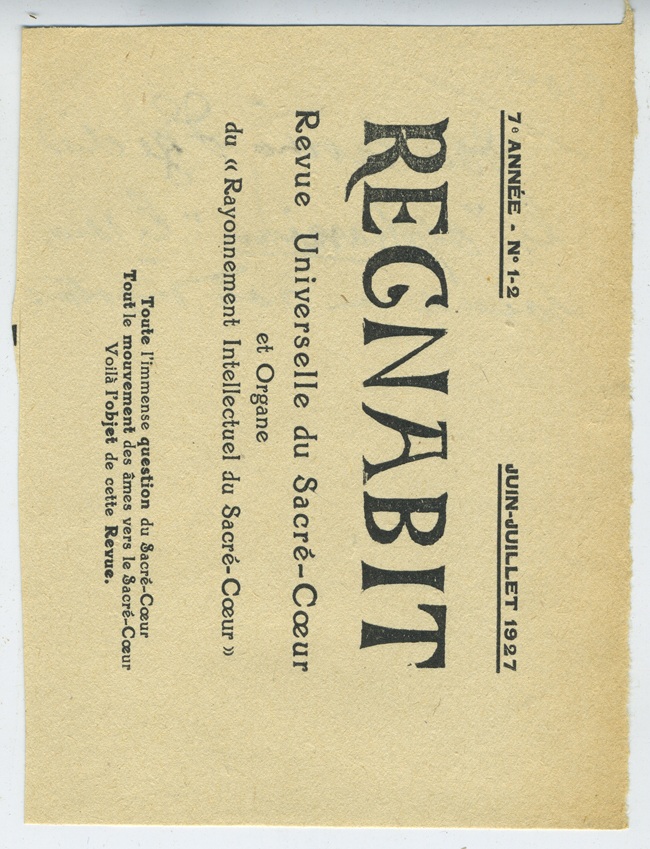 7e ANNÉE - No 1-2 JUIN-JUILLET 1927
REGNABIT
Revue Universelle du Sacré-Cœur
et Organe
du « Rayonnement Intellectuel du Sacré-Cœur »
Toute l'immense question du Sacré-Cœur
Tout le mouvement des âmes vers le Sacré-Cœur
Voilà l'objet de cette Revue.